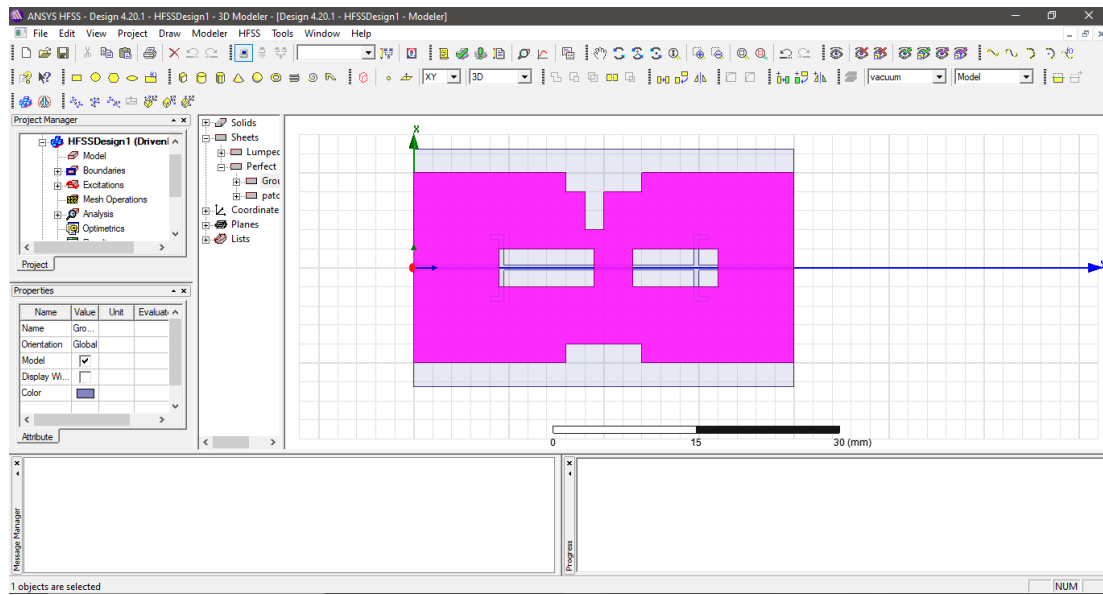 ANSYS HFSS - Design 4.20.1 - HFSSDesign1 - 3D Modeler - [Design 4.20.1 - HFSSDesign1 - Modeler]
File Edit View Project Draw Modeler HFSS Tools Window Help
XY 3D vacuum Model
Project Manager
HFSSDesign1 (DrivenI
Model
Boundaries
Excitations
Mesh Operations
Analysis
Optimetrics
Project
Solids
Sheets
Lumpec
Perfect
Grou
patc
Coordinate
Planes
Lists
Properties
Name Value Unit Evaluate
Name Gro...
Orientation Global
Model
Display Wi...
Color
Attribute
X
0 15 30 (mm)
Message Manager
Progress
1 objects are selected
NUM